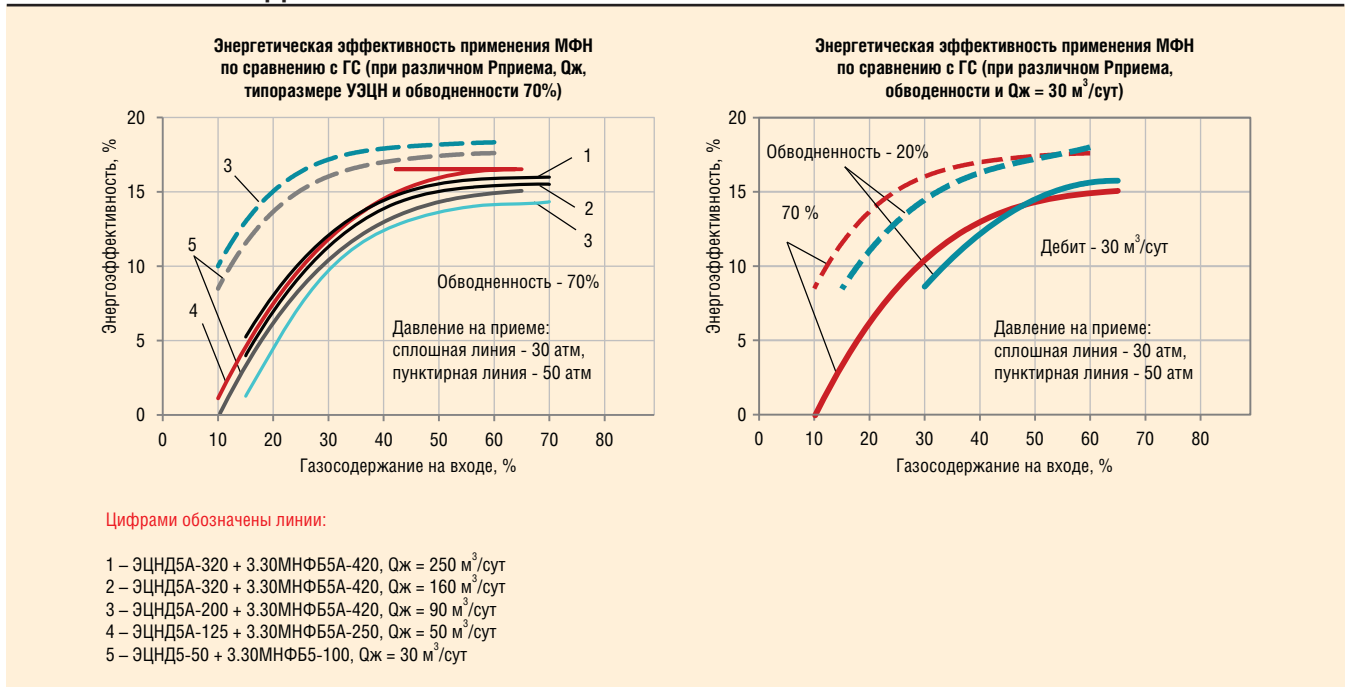 Энергетическая эффективность применения МФН
по сравнению с ГС (при различном Рприема, Qж,
типоразмере УЭЦН и обводненности 70%)
Энергоэффективность, %
20
15
10
5
0
0 10 20 30 40 50 60 70 80
Газосодержание на входе, %
3
5
4
1
2
3
Обводненность - 70%
Давление на приеме:
сплошная линия - 30 атм,
пунктирная линия - 50 атм
Энергетическая эффективность применения МФН
по сравнению с ГС (при различном Рприема,
обводенности и Qж = 30 м³/сут)
Энергоэффективность, %
20
15
10
5
0
0 10 20 30 40 50 60 70 80
Газосодержание на входе, %
Обводненность - 20%
70 %
Дебит - 30 м³/сут
Давление на приеме:
сплошная линия - 30 атм,
пунктирная линия - 50 атм
Цифрами обозначены линии:
1 – ЭЦНД5А-320 + 3.30МНФБ5А-420, Qж = 250 м³/сут
2 – ЭЦНД5А-320 + 3.30МНФБ5А-420, Qж = 160 м³/сут
3 – ЭЦНД5А-200 + 3.30МНФБ5А-420, Qж = 90 м³/сут
4 – ЭЦНД5А-125 + 3.30МНФБ5А-250, Qж = 50 м³/сут
5 – ЭЦНД5-50 + 3.30МНФБ5-100, Qж = 30 м³/сут